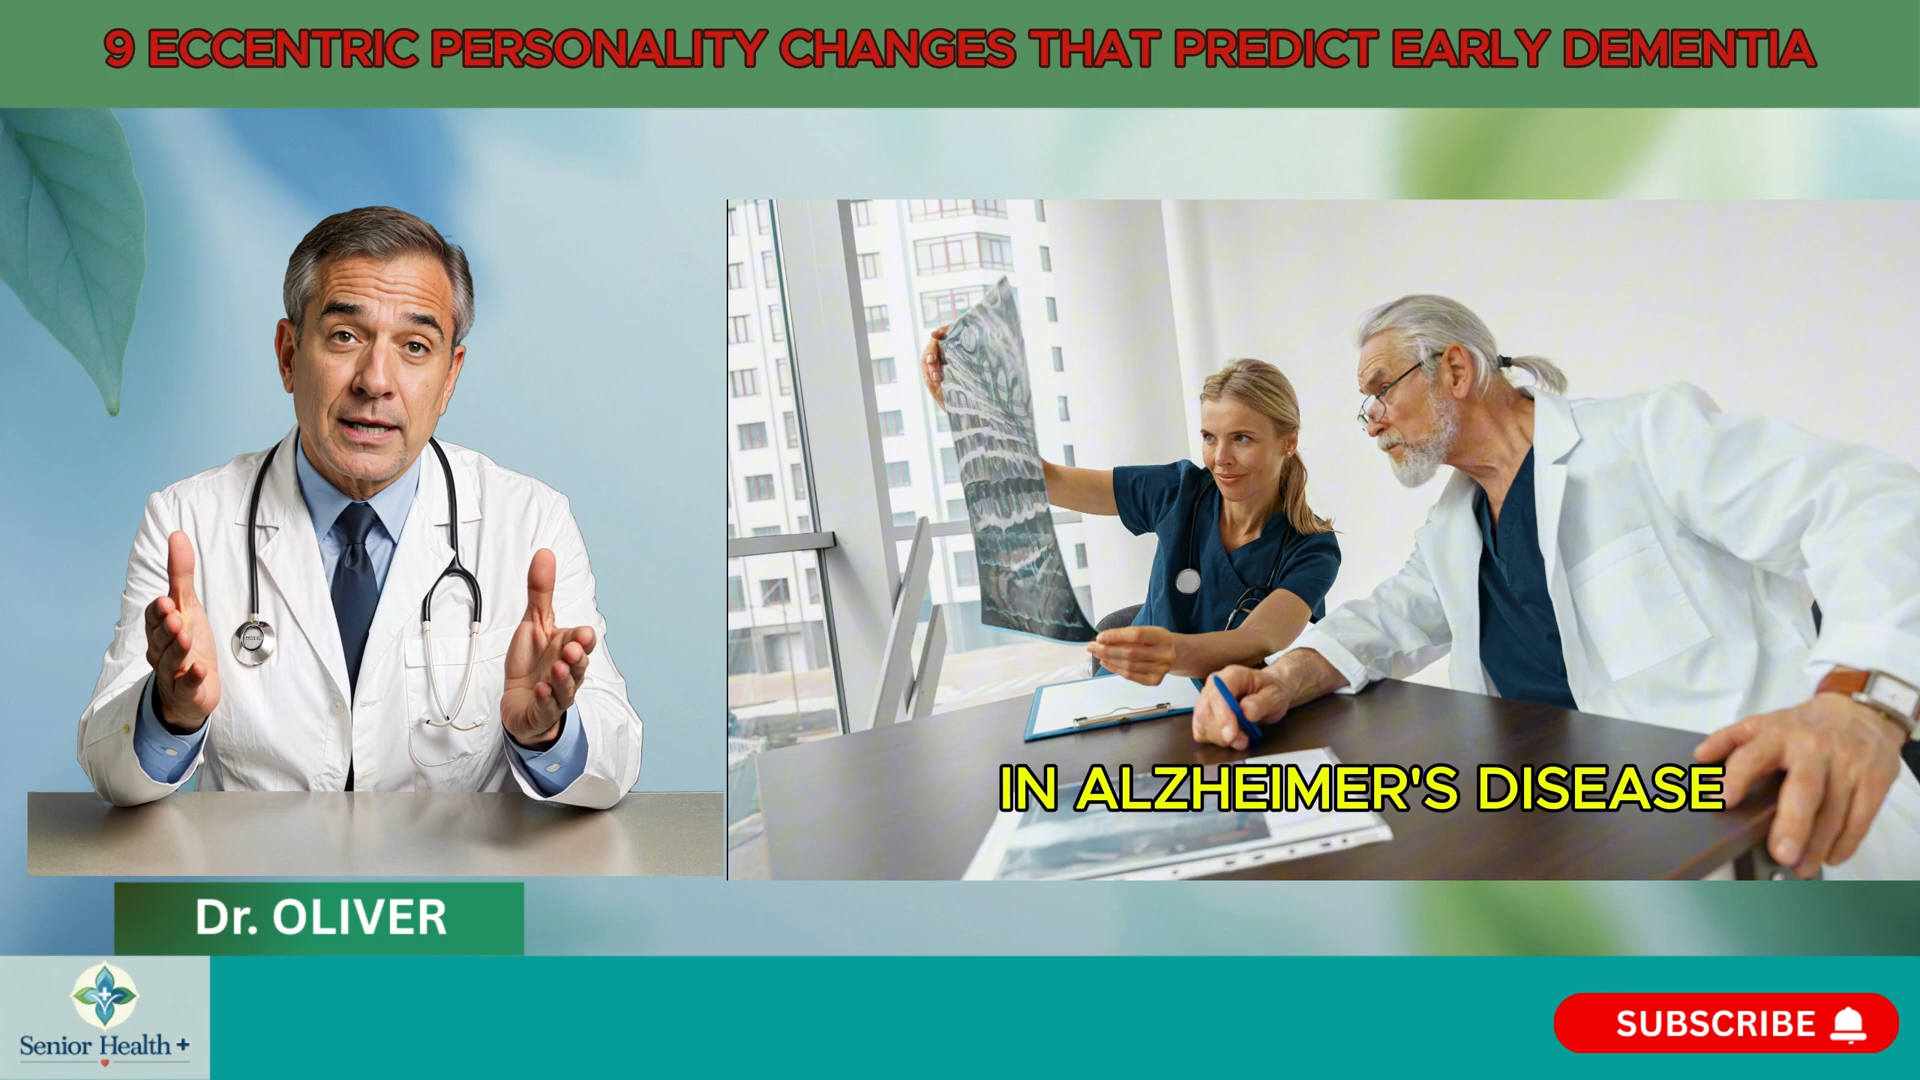 9 ECCENTRIC PERSONALITY CHANGES THAT PREDICT EARLY DEMENTIA
IN ALZHEIMER'S DISEASE
Dr. OLIVER
Senior Health +
SUBSCRIBE